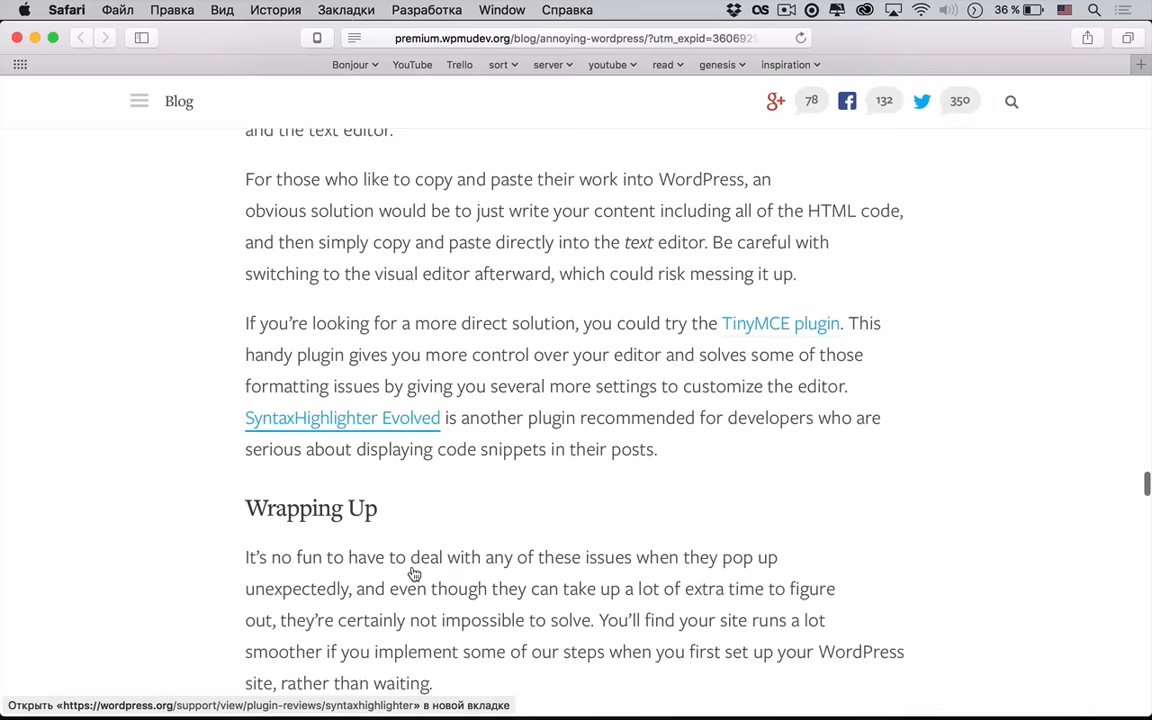 Safari Файл Правка Вид История Закладки Разработка Window Справка 36 %
premium.wpmudev.org/blog/annoying-wordpress/?utm_expid=3606929
Bonjour YouTube Trello sort server youtube read genesis inspiration
Blog 78 132 350
and the text editor.
For those who like to copy and paste their work into WordPress, an
obvious solution would be to just write your content including all of the HTML code,
and then simply copy and paste directly into the text editor. Be careful with
switching to the visual editor afterward, which could risk messing it up.
If you’re looking for a more direct solution, you could try the TinyMCE plugin. This
handy plugin gives you more control over your editor and solves some of those
formatting issues by giving you several more settings to customize the editor.
SyntaxHighlighter Evolved is another plugin recommended for developers who are
serious about displaying code snippets in their posts.
Wrapping Up
It’s no fun to have to deal with any of these issues when they pop up
unexpectedly, and even though they can take up a lot of extra time to figure
out, they’re certainly not impossible to solve. You’ll find your site runs a lot
smoother if you implement some of our steps when you first set up your WordPress
site, rather than waiting.
Открыть «https://wordpress.org/support/view/plugin-reviews/syntaxhighlighter» в новой вкладке